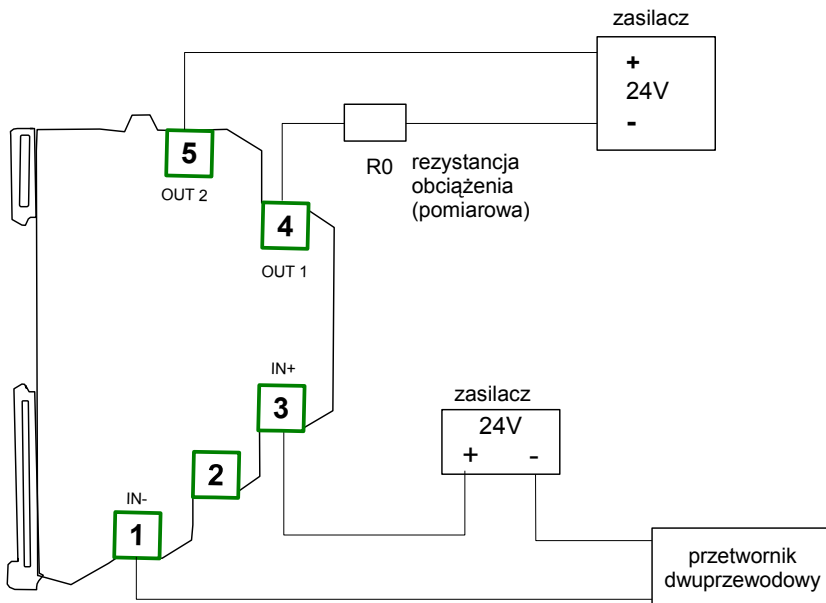 zasilacz
+
24V
-
5
OUT 2
R0
rezystancja
obciążenia
(pomiarowa)
4
OUT 1
IN+
3
zasilacz
24V
+ -
2
IN-
1
przetwornik
dwuprzewodowy